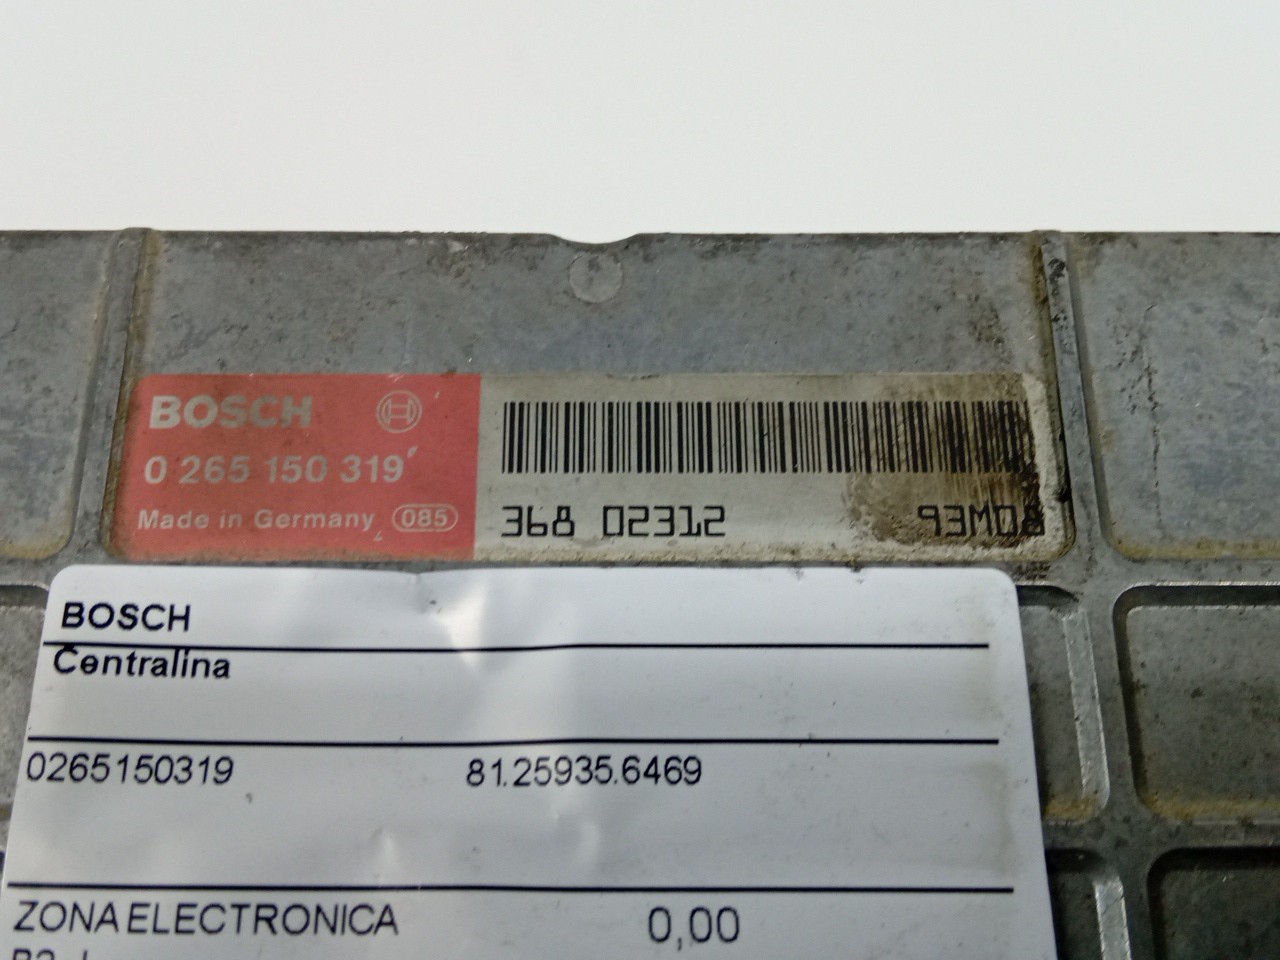 BOSCH
0 265 150 319
Made in Germany 085
368 02312 93M08
BOSCH
Centralina
0265150319 81.25935.6469
ZONA ELECTRONICA 0,00